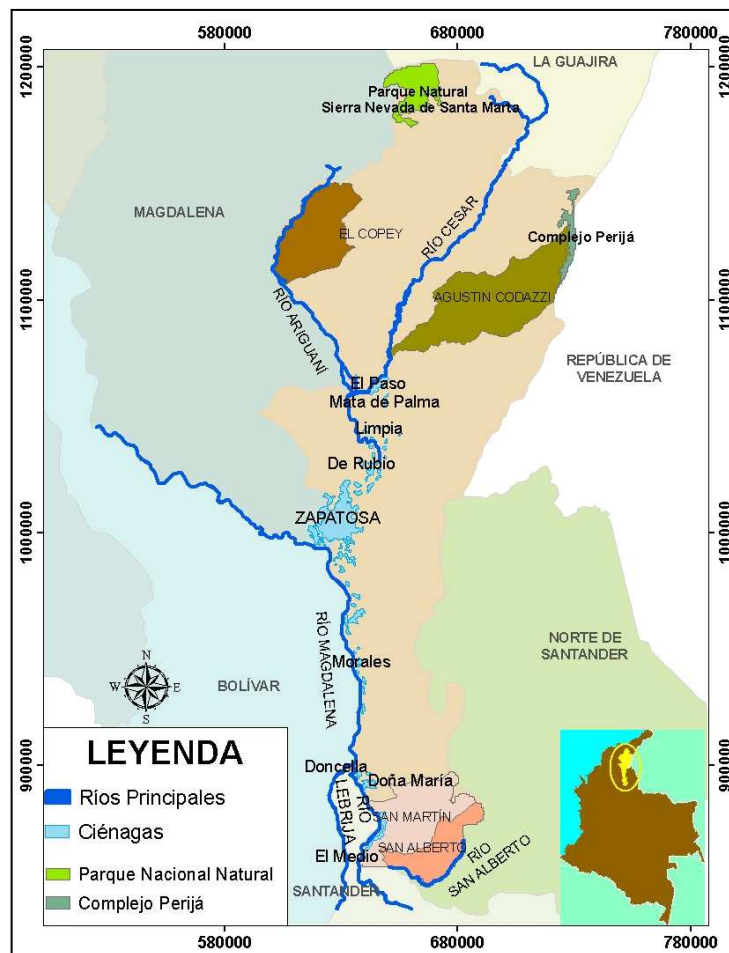 580000
680000
780000
1200000
1200000
LA GUAJIRA
Parque Natural
Sierra Nevada de Santa Marta
MAGDALENA
EL COPEY
RÍO CESAR
Complejo Perijá
1100000
1100000
AGUSTIN CODAZZI
RÍO ARIGUANÍ
REPÚBLICA DE
VENEZUELA
El Paso
Mata de Palma
Limpia
De Rubio
ZAPATOSA
1000000
1000000
RÍO MAGDALENA
NORTE DE
SANTANDER
Morales
BOLÍVAR
N
W
E
S
LEYENDA
Ríos Principales
Ciénagas
Parque Nacional Natural
Complejo Perijá
900000
900000
Doncella
Doña María
RÍO
LEBRIJA
SAN MARTÍN
SAN ALBERTO
El Medio
RÍO
SAN ALBERTO
SANTANDER
580000
680000
780000